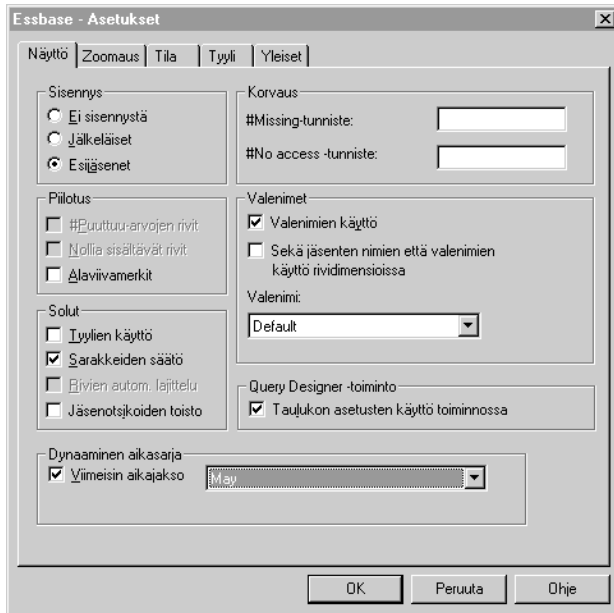 Essbase - Asetukset
Näyttö Zoomaus Tila Tyyli Yleiset
Sisennys
Ei sisennystä
Jälkeläiset
Esijäsenet
Korvaus
#Missing-tunniste:
#No access -tunniste:
Piilotus
#Puuttuu-arvojen rivit
Nollia sisältävät rivit
Alaviivamerkit
Valenimet
Valenimien käyttö
Sekä jäsenten nimien että valenimien
käyttö rividimensioissa
Valenimi:
Default
Solut
Tyylien käyttö
Sarakkeiden säätö
Rivien autom. lajittelu
Jäsenotsikoiden toisto
Query Designer -toiminto
Taulukon asetusten käyttö toiminnossa
Dynaaminen aikasarja
Viimeisin aikajakso May
OK Peruuta Ohje